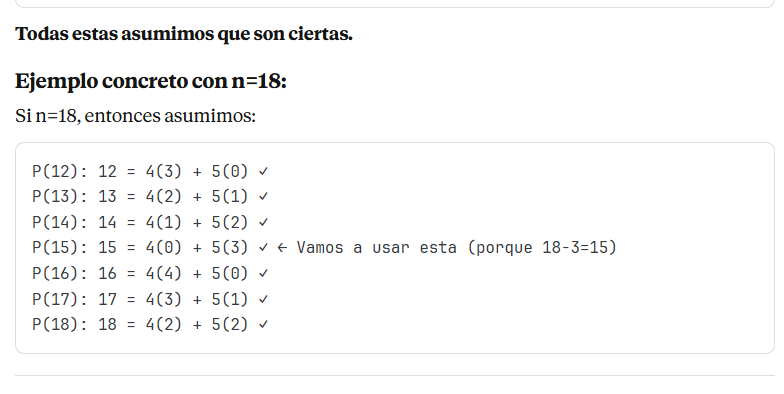 Todas estas asumimos que son ciertas.
Ejemplo concreto con n=18:
Si n=18, entonces asumimos:
P(12): 12 = 4(3) + 5(0) ✓
P(13): 13 = 4(2) + 5(1) ✓
P(14): 14 = 4(1) + 5(2) ✓
P(15): 15 = 4(0) + 5(3) ✓ ← Vamos a usar esta (porque 18-3=15)
P(16): 16 = 4(4) + 5(0) ✓
P(17): 17 = 4(3) + 5(1) ✓
P(18): 18 = 4(2) + 5(2) ✓